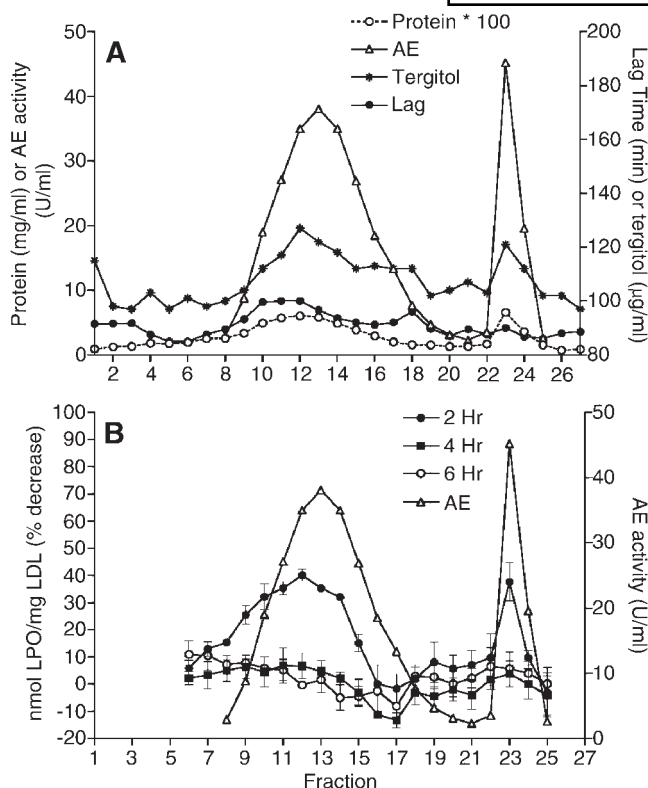 Protein * 100
AE
Tergitol
Lag
A
Protein (mg/ml) or AE activity
(U/ml)
50
40
30
20
10
0
200
180
160
140
120
100
80
Lag Time (min) or tergitol (µg/ml)
2 4 6 8 10 12 14 16 18 20 22 24 26
B
2 Hr
4 Hr
6 Hr
AE
nmol LPO/mg LDL (% decrease)
100
90
80
70
60
50
40
30
20
10
0
-10
-20
50
40
30
20
10
0
AE activity (U/ml)
1 3 5 7 9 11 13 15 17 19 21 23 25 27
Fraction